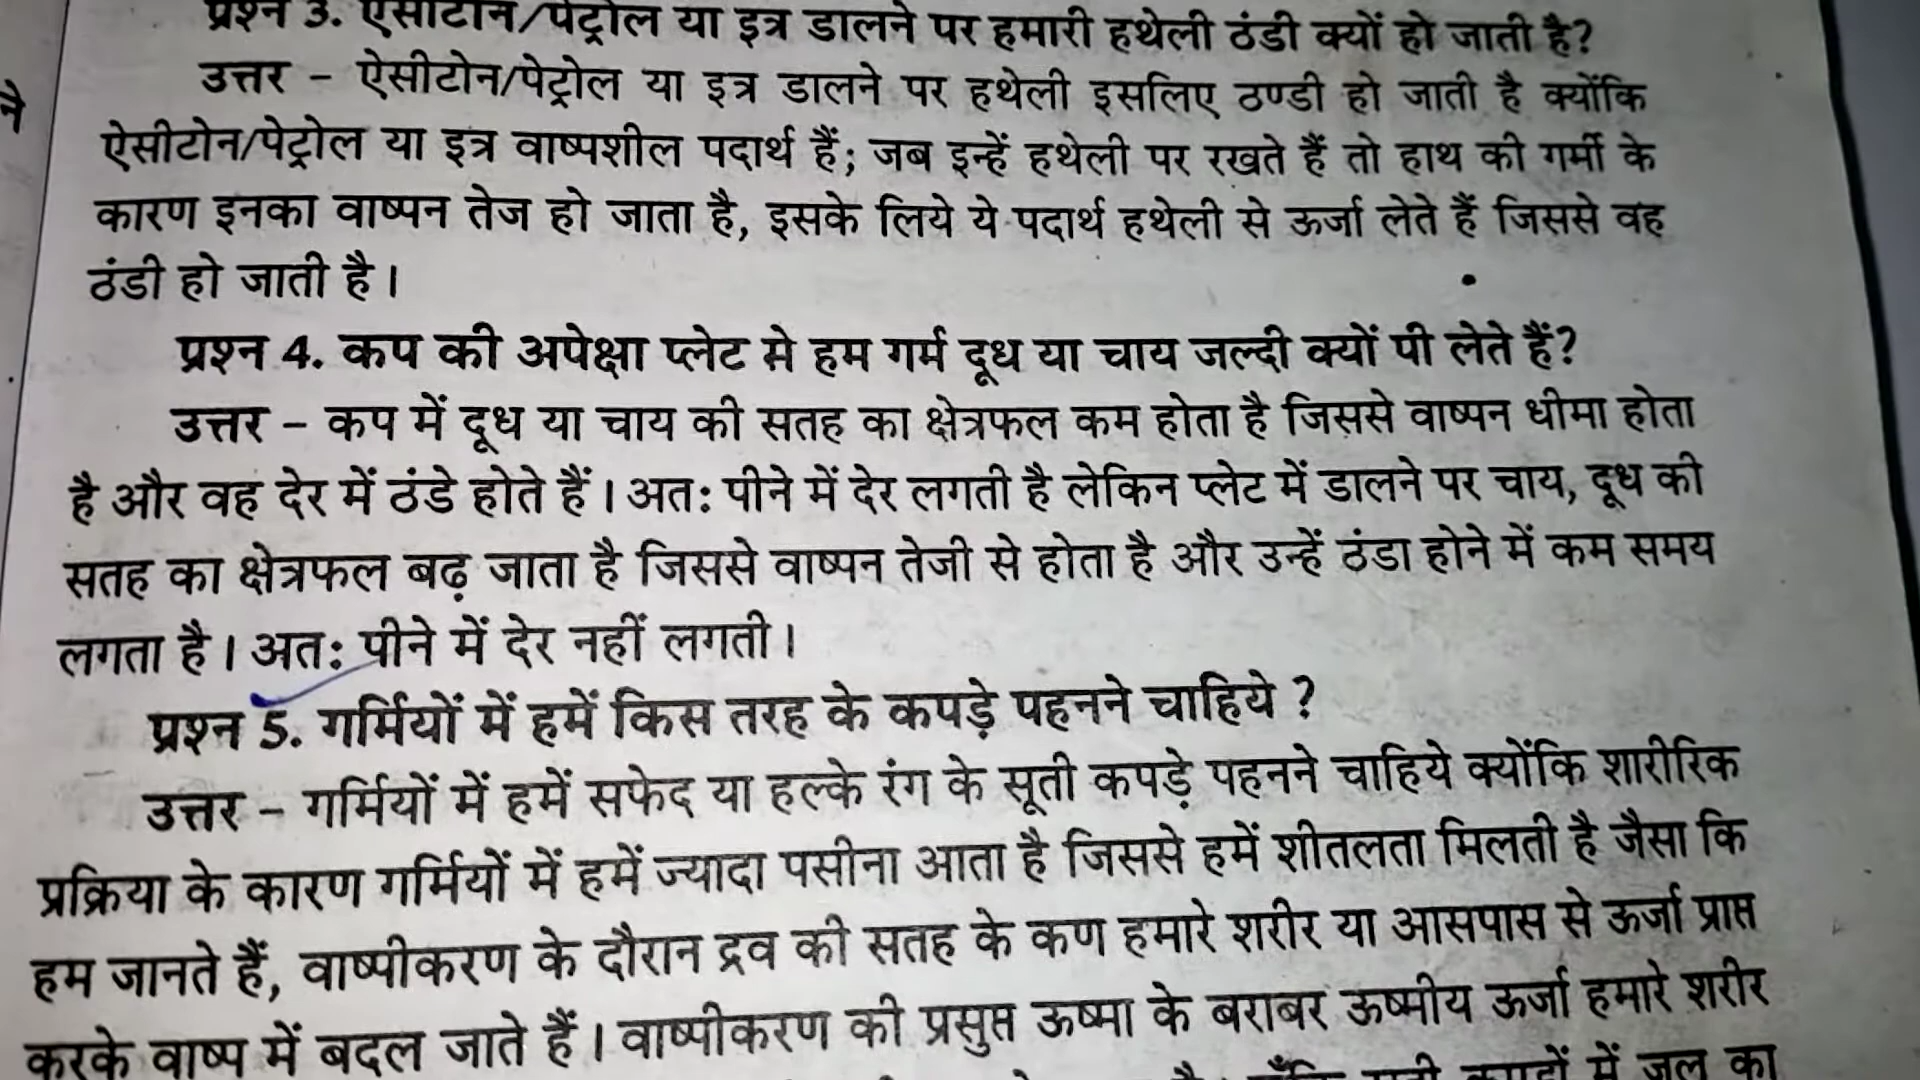 प्रश्न 3. ऐसीटोन/पेट्रोल या इत्र डालने पर हमारी हथेली ठंडी क्यों हो जाती है?
उत्तर – ऐसीटोन/पेट्रोल या इत्र डालने पर हथेली इसलिए ठण्डी हो जाती है क्योंकि
ने
ऐसीटोन/पेट्रोल या इत्र वाष्पशील पदार्थ हैं; जब इन्हें हथेली पर रखते हैं तो हाथ की गर्मी के
कारण इनका वाष्पन तेज हो जाता है, इसके लिये ये पदार्थ हथेली से ऊर्जा लेते हैं जिससे वह
ठंडी हो जाती है।
प्रश्न 4. कप की अपेक्षा प्लेट मे हम गर्म दूध या चाय जल्दी क्यों पी लेते हैं?
उत्तर – कप में दूध या चाय की सतह का क्षेत्रफल कम होता है जिससे वाष्पन धीमा होता
है और वह देर में ठंडे होते हैं। अतः पीने में देर लगती है लेकिन प्लेट में डालने पर चाय, दूध की
सतह का क्षेत्रफल बढ़ जाता है जिससे वाष्पन तेजी से होता है और उन्हें ठंडा होने में कम समय
लगता है। अतः पीने में देर नहीं लगती।
प्रश्न 5. गर्मियों में हमें किस तरह के कपड़े पहनने चाहिये ?
उत्तर – गर्मियों में हमें सफेद या हल्के रंग के सूती कपड़े पहनने चाहिये क्योंकि शारीरिक
प्रक्रिया के कारण गर्मियों में हमें ज्यादा पसीना आता है जिससे हमें शीतलता मिलती है जैसा कि
हम जानते हैं, वाष्पीकरण के दौरान द्रव की सतह के कण हमारे शरीर या आसपास से ऊर्जा प्राप्त
करके वाष्प में बदल जाते हैं। वाष्पीकरण की प्रसुप्त ऊष्मा के बराबर ऊष्मीय ऊर्जा हमारे शरीर
में जल का